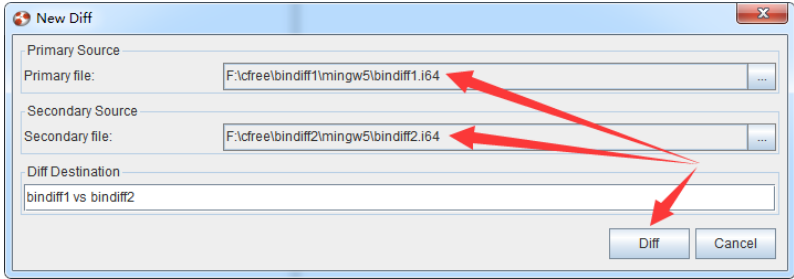 New Diff
Primary Source
Primary file: F:\cfree\bindiff1\mingw5\bindiff1.i64 ...
Secondary Source
Secondary file: F:\cfree\bindiff2\mingw5\bindiff2.i64 ...
Diff Destination
bindiff1 vs bindiff2
Diff Cancel